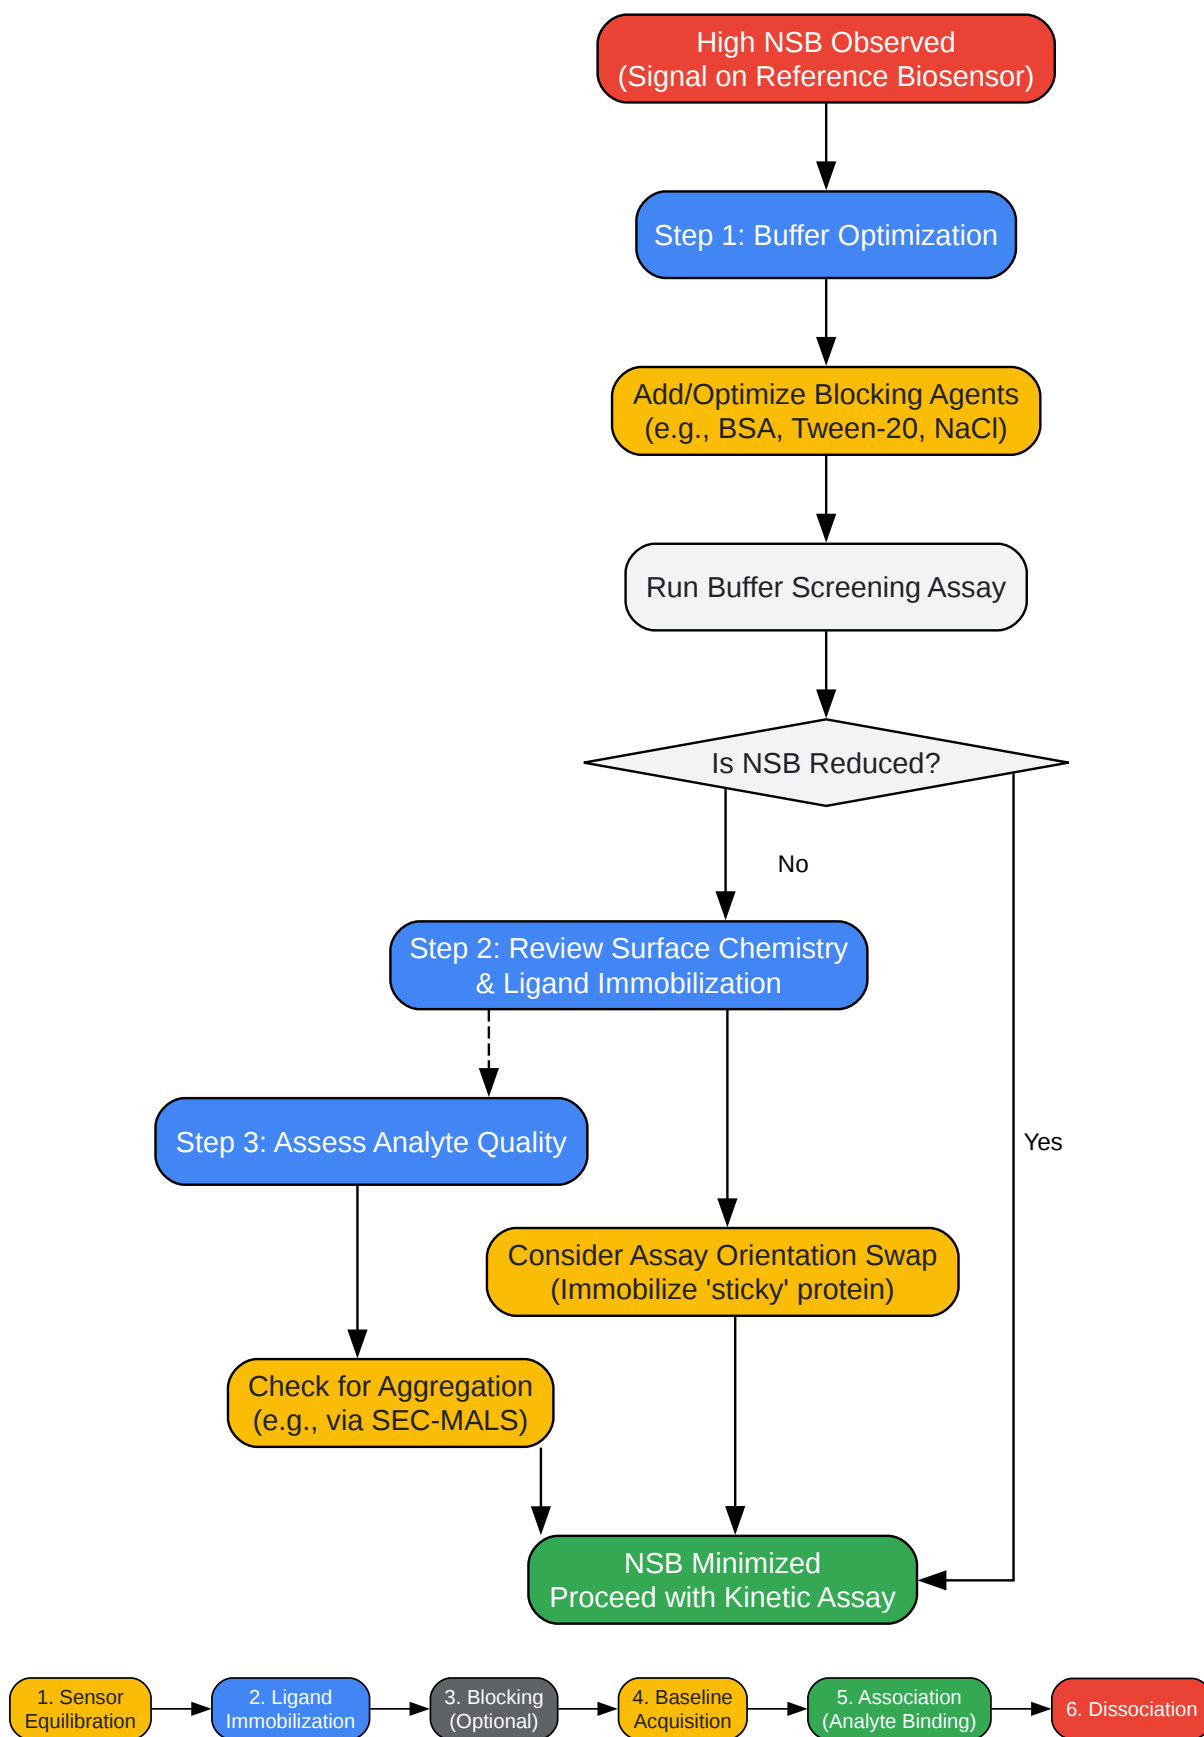 High NSB Observed
(Signal on Reference Biosensor)
Step 1: Buffer Optimization
Add/Optimize Blocking Agents
(e.g., BSA, Tween-20, NaCl)
Run Buffer Screening Assay
Is NSB Reduced?
No
Step 2: Review Surface Chemistry
& Ligand Immobilization
Step 3: Assess Analyte Quality
Yes
Consider Assay Orientation Swap
(Immobilize 'sticky' protein)
Check for Aggregation
(e.g., via SEC-MALS)
NSB Minimized
Proceed with Kinetic Assay
1. Sensor
Equilibration
2. Ligand
Immobilization
3. Blocking
(Optional)
4. Baseline
Acquisition
5. Association
(Analyte Binding)
6. Dissociation